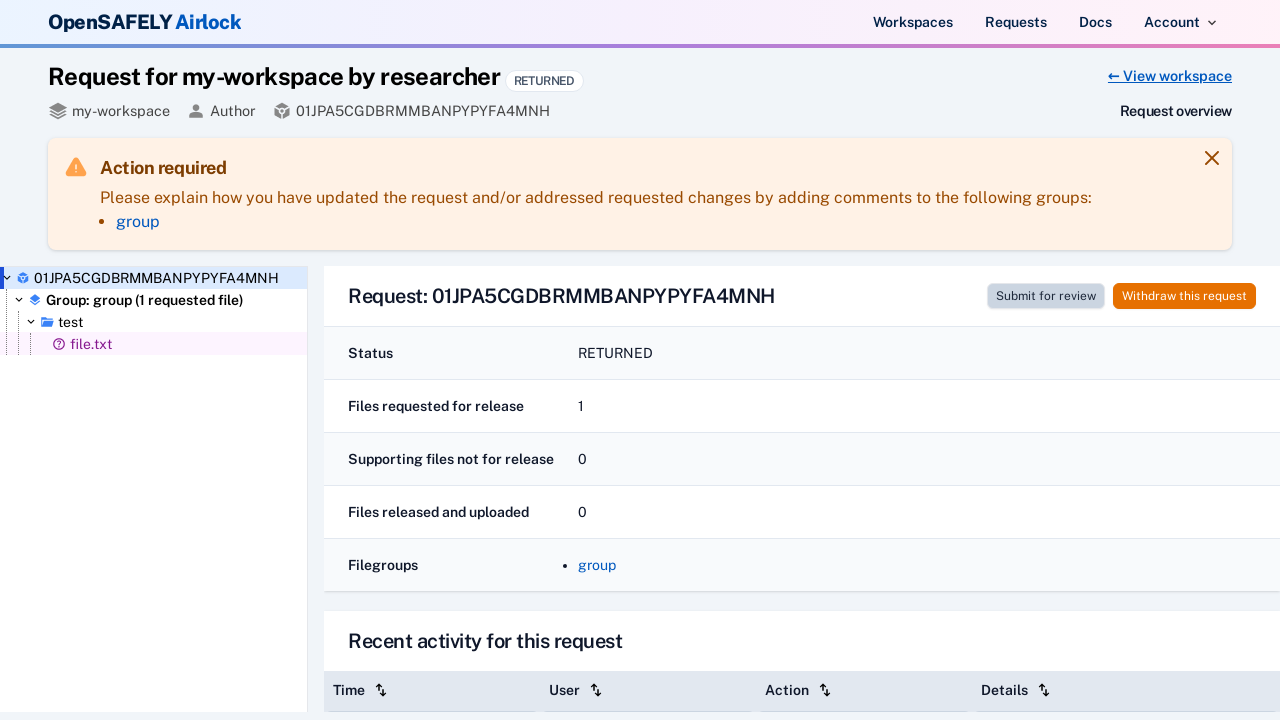 OpenSAFELY Airlock
Workspaces
Requests
Docs
Account
Request for my-workspace by researcher RETURNED
← View workspace
my-workspace
Author
01JPA5CGDBRMMBANPYPYFA4MNH
Request overview
Action required
Please explain how you have updated the request and/or addressed requested changes by adding comments to the following groups:
• group
01JPA5CGDBRMMBANPYPYFA4MNH
Group: group (1 requested file)
test
file.txt
Request: 01JPA5CGDBRMMBANPYPYFA4MNH
Submit for review
Withdraw this request
Status RETURNED
Files requested for release 1
Supporting files not for release 0
Files released and uploaded 0
Filegroups • group
Recent activity for this request
Time User Action Details